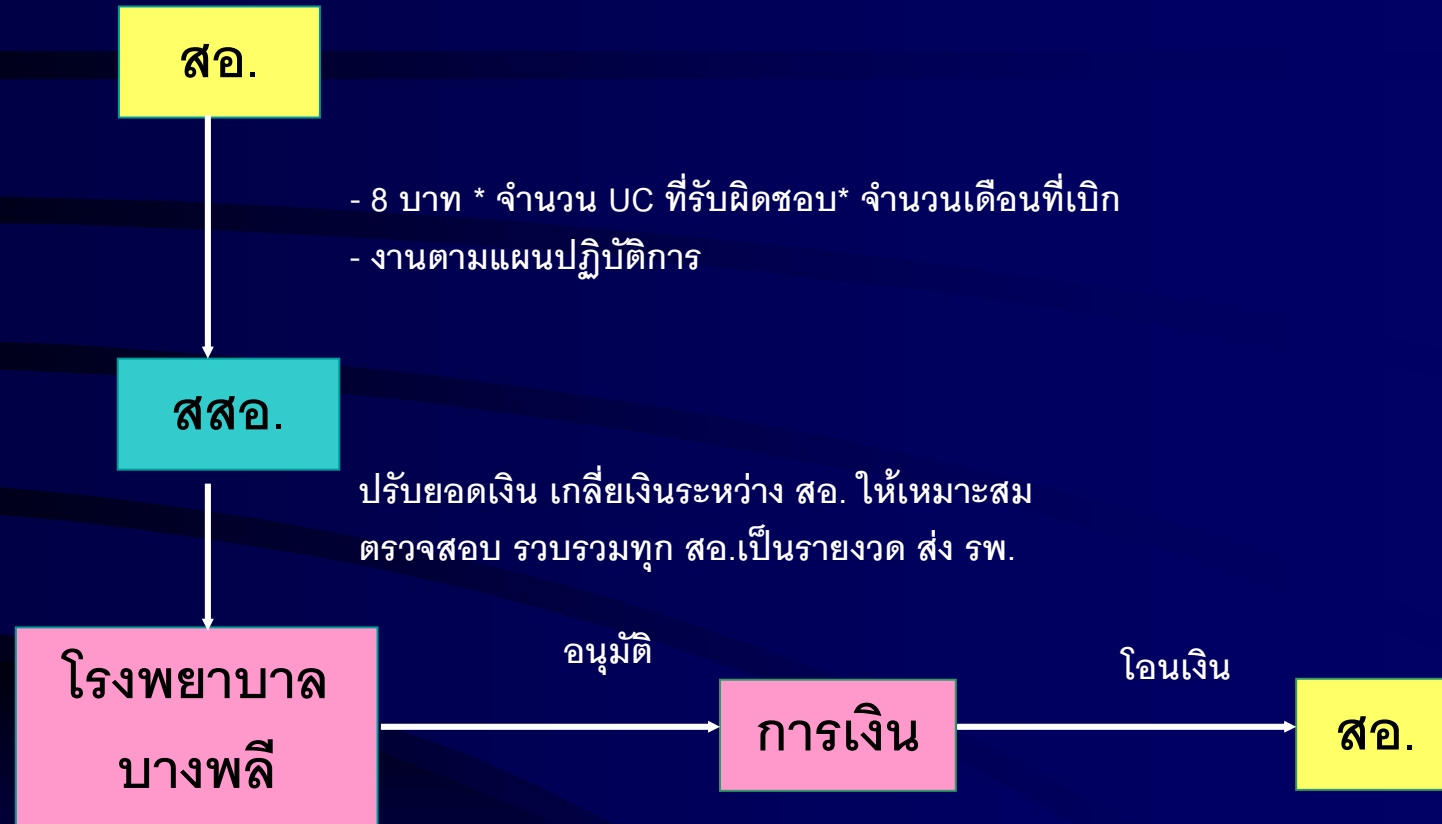 สอ.
- 8 บาท * จำนวน UC ที่รับผิดชอบ* จำนวนเดือนที่เบิก
- งานตามแผนปฏิบัติการ
สสอ.
ปรับยอดเงิน เกลี่ยเงินระหว่าง สอ. ให้เหมาะสม
ตรวจสอบ รวบรวมทุก สอ.เป็นรายงวด ส่ง รพ.
โรงพยาบาล
บางพลี
อนุมัติ
การเงิน
โอนเงิน
สอ.